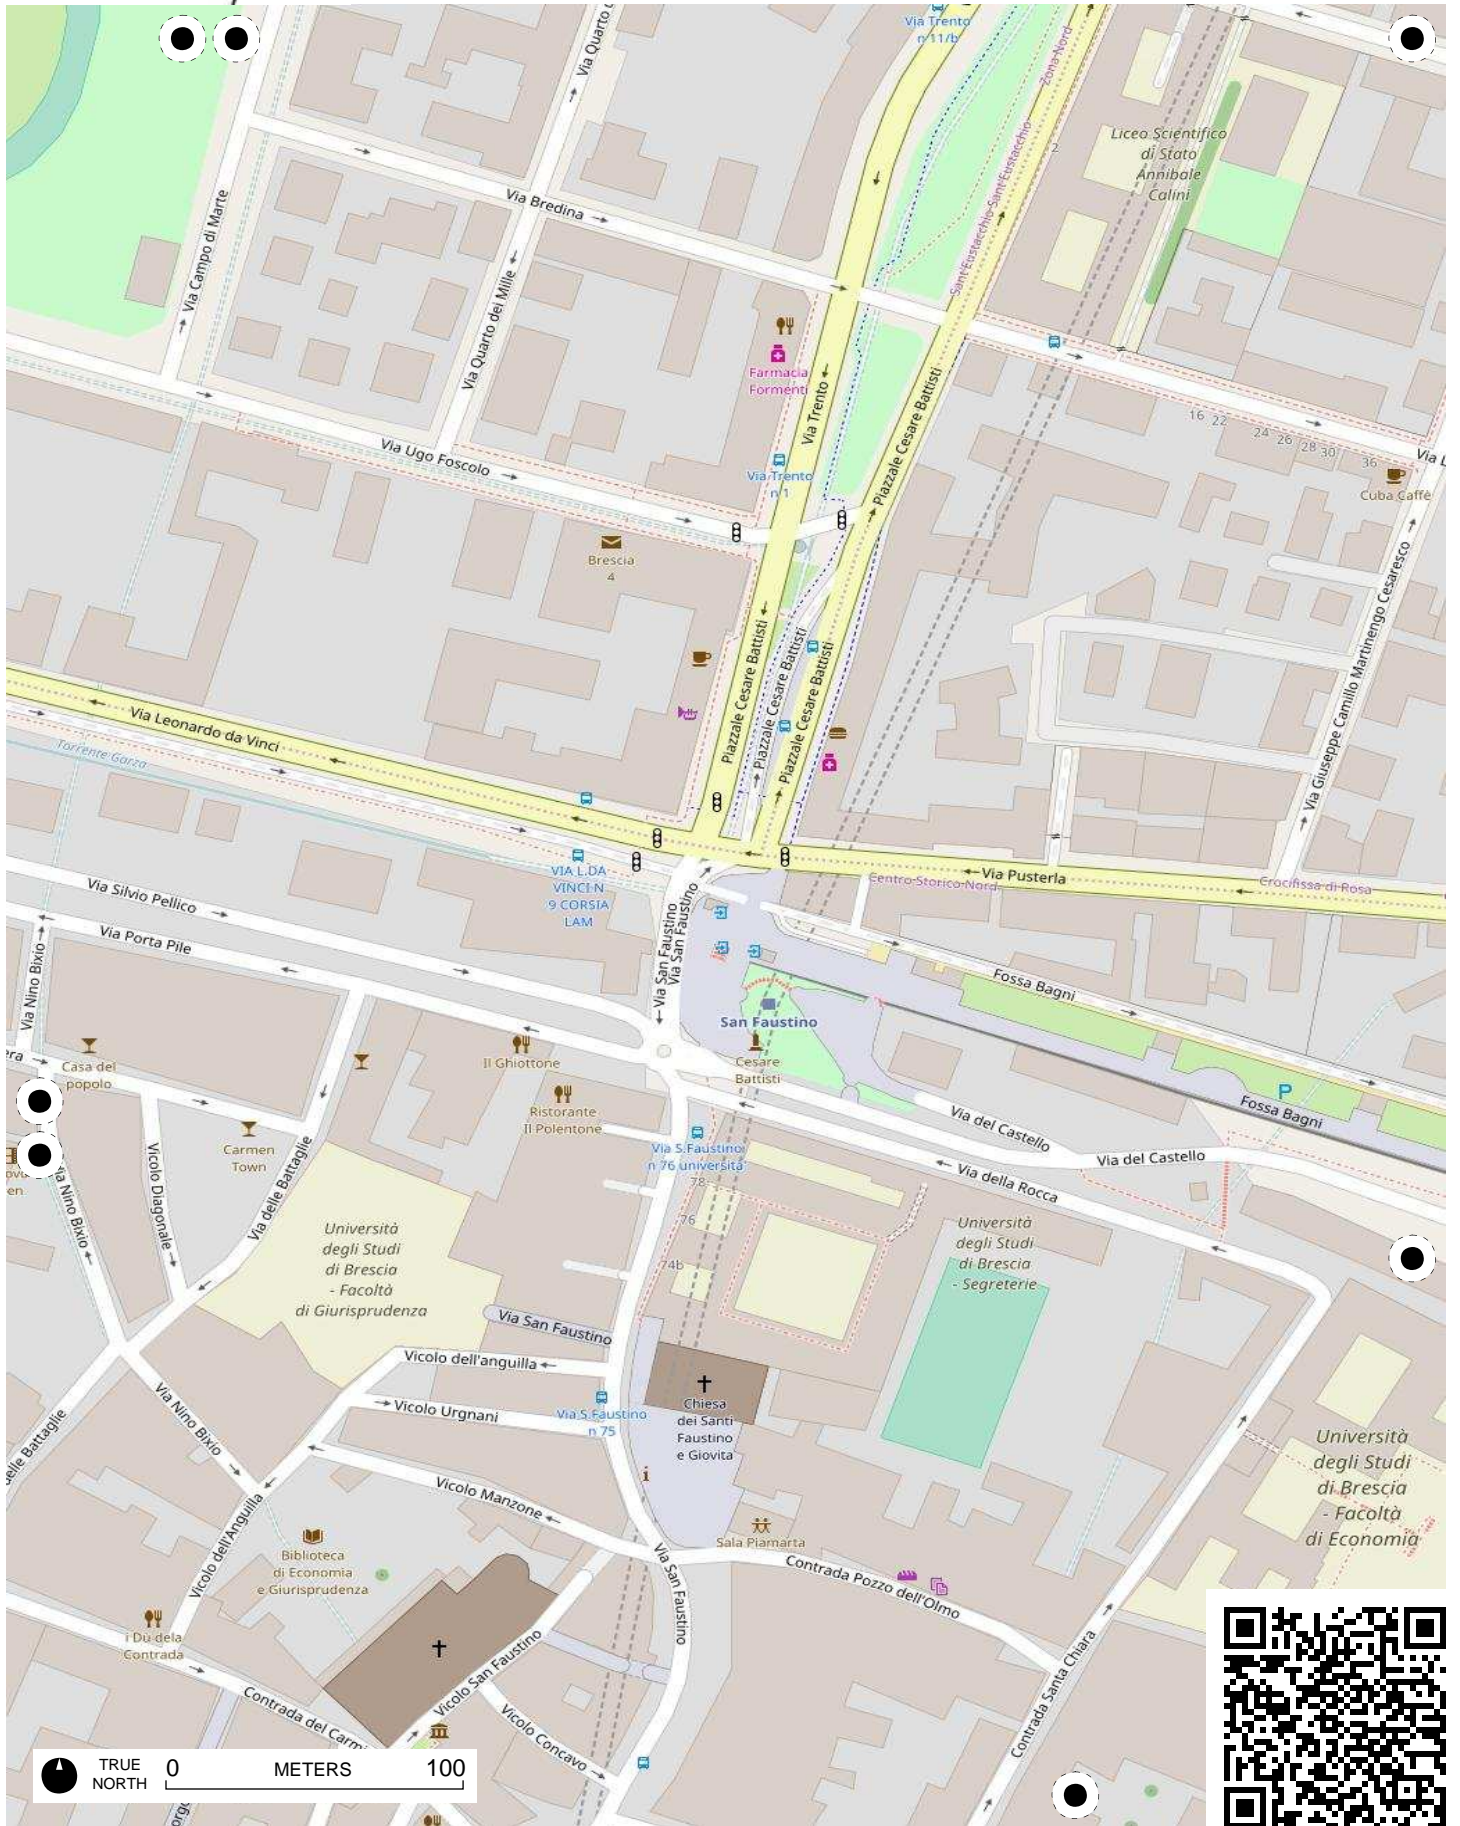 Via Trento
n 11/b
Via Quarto
Zona Nord
Liceo Scientifico
di Stato
Annibale
Calini
2
Via Campo di Marte
Via Bredina
Via Quarto dei Mille
Sant'Eustacchio
Sant'Eustacchio
Farmacia
Formenti
Via Trento
Piazzale Cesare Battisti
16
22
24
26
28
30
36
Via L
Cuba Caffè
Via Ugo Foscolo
Via Trento
n 1
Brescia
4
Via Giuseppe Camillo Martinengo Cesaresco
Piazzale Cesare Battisti
Piazzale Cesare Battisti
Piazzale Cesare Battisti
Via Leonardo da Vinci
Torrente Garza
VIA L.DA
VINCI N
9 CORSIA
LAM
Via Pusterla
Centro Storico Nord
Crocifissa di Rosa
Via Silvio Pellico
Via Porta Pile
Via Nino Bixio
Via San Faustino
Via San Faustino
Fossa Bagni
San Faustino
Cesare
Battisti
era
Casa del
popolo
Il Ghiottone
Ristorante
Il Polentone
Carmen
Town
Via del Castello
P
Fossa Bagni
Via del Castello
Via S.Faustino
n 76 università
Via della Rocca
78
76
74b
en
Via Nino Bixio
Vicolo Diagonale
Via delle Battaglie
Università
degli Studi
di Brescia
- Facoltà
di Giurisprudenza
Università
degli Studi
di Brescia
- Segreterie
Via San Faustino
Vicolo dell'anguilla
Vicolo Urgnani
Via S.Faustino
n 75
Chiesa
dei Santi
Faustino
e Giovita
elle Battaglie
Via Nino Bixio
Università
degli Studi
di Brescia
- Facoltà
di Economia
Vicolo Manzone
Vicolo dell'Anguilla
Biblioteca
di Economia
e Giurisprudenza
Sala Piamarta
Via San Faustino
Contrada Pozzo dell'Olmo
i Du dela
Contrada
Vicolo San Faustino
Contrada del Carmi
Vicolo Concavo
Contrada Santa Chiara
TRUE
NORTH
0 METERS 100